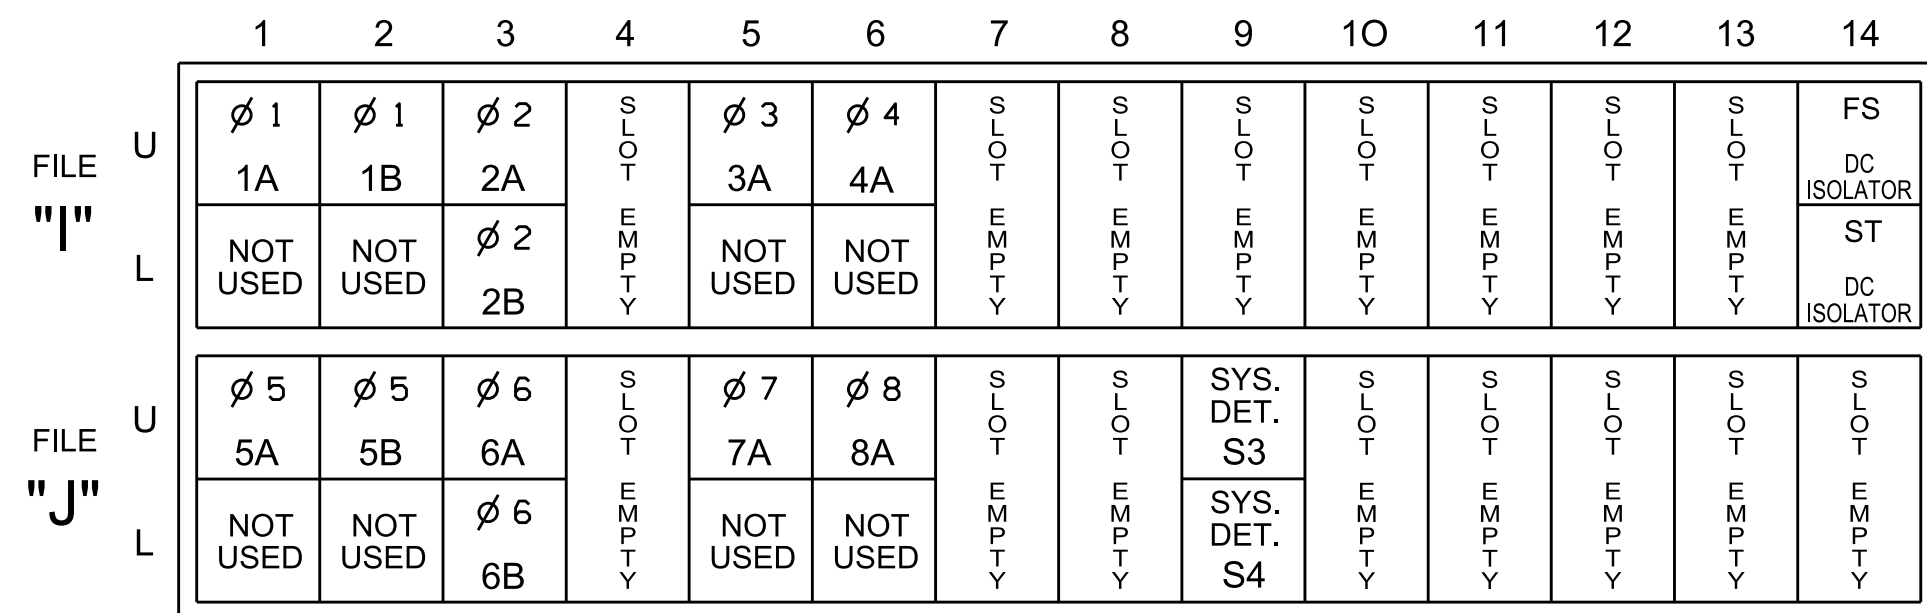 1 2 3 4 5 6 7 8 9 10 11 12 13 14
FILE "I"
U
Ø 1 1A
Ø 1 1B
Ø 2 2A
SLOT EMPTY
Ø 3 3A
Ø 4 4A
SLOT EMPTY
SLOT EMPTY
SLOT EMPTY
SLOT EMPTY
SLOT EMPTY
SLOT EMPTY
SLOT EMPTY
FS DC ISOLATOR
L
NOT USED
NOT USED
Ø 2 2B
NOT USED
NOT USED
ST DC ISOLATOR
FILE "J"
U
Ø 5 5A
Ø 5 5B
Ø 6 6A
SLOT EMPTY
Ø 7 7A
Ø 8 8A
SLOT EMPTY
SLOT EMPTY
SYS. DET. S3
SLOT EMPTY
SLOT EMPTY
SLOT EMPTY
SLOT EMPTY
SLOT EMPTY
L
NOT USED
NOT USED
Ø 6 6B
NOT USED
NOT USED
SYS. DET. S4